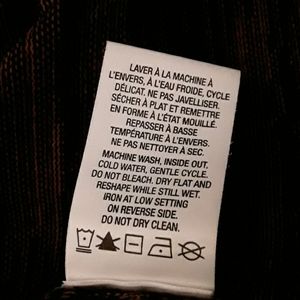 LAVER À LA MACHINE À
L'ENVERS, À L'EAU FROIDE, CYCLE
DÉLICAT. NE PAS JAVELLISER.
SÉCHER À PLAT ET REMETTRE
EN FORME À L'ÉTAT MOUILLÉ.
REPASSER À BASSE
TEMPÉRATURE À L'ENVERS.
NE PAS NETTOYER À SEC.
MACHINE WASH, INSIDE OUT,
COLD WATER, GENTLE CYCLE.
DO NOT BLEACH. DRY FLAT AND
RESHAPE WHILE STILL WET.
IRON AT LOW SETTING
ON REVERSE SIDE.
DO NOT DRY CLEAN.